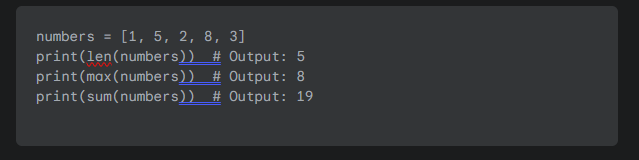 numbers = [1, 5, 2, 8, 3]
print(len(numbers))  # Output: 5
print(max(numbers))  # Output: 8
print(sum(numbers))  # Output: 19